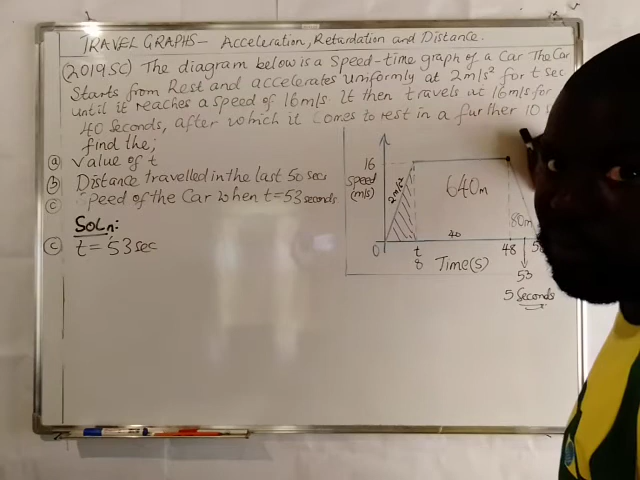 TRAVEL GRAPHS— Acceleration, Retardation and Distance.
(2019 SC) The diagram below is a Speed-time graph of a Car The Car
Starts from Rest and accelerates uniformly at 2m/s² for t sec
until it reaches a speed of 16m/s It then travels at 16m/s for
40 Seconds, after which it Comes to rest in a further 10
find the;
(a) Value of t
(b) Distance travelled in the last 50 secs
(c) Speed of the Car when t=53 seconds
Soln:
(c) t = 53 sec
16
Speed
(m/s)
2m/s²
640m
80m
40
0
t
8
48
53
Time(S)
5 Seconds